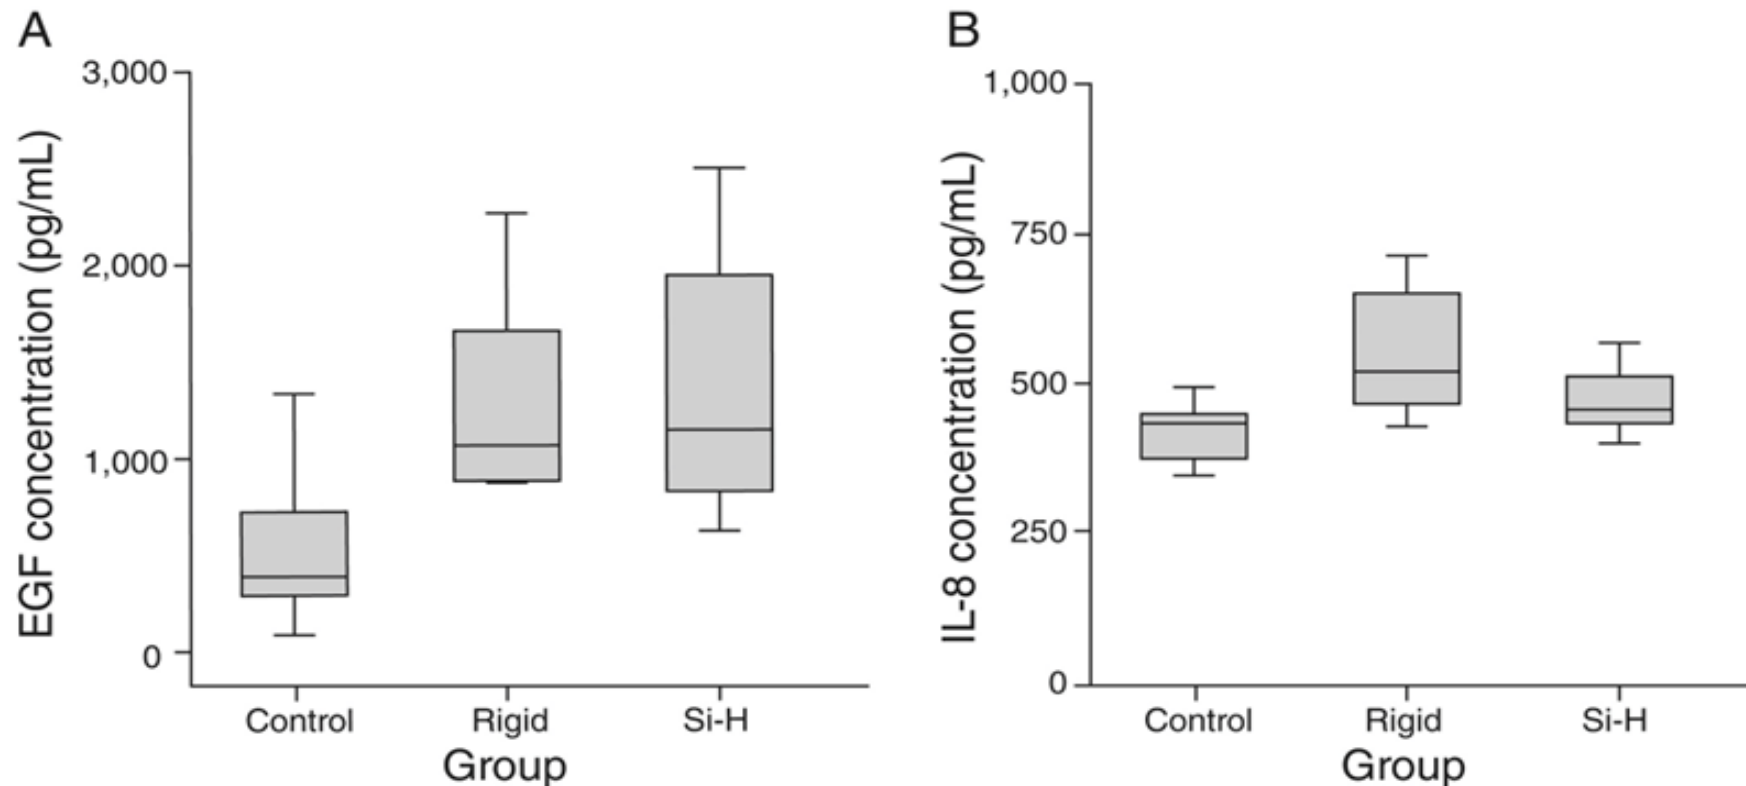 A
EGF concentration (pg/mL)
3,000
2,000
1,000
0
Control
Rigid
Si-H
Group
B
IL-8 concentration (pg/mL)
1,000
750
500
250
0
Control
Rigid
Si-H
Group